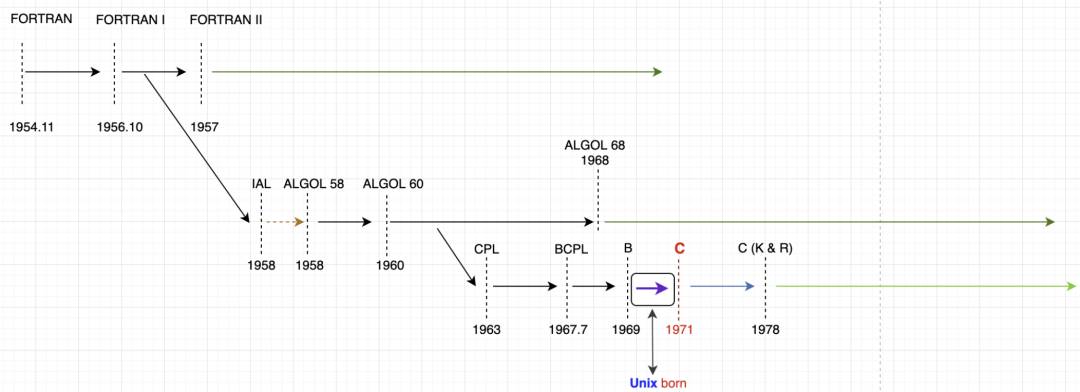 FORTRAN
FORTRAN I
FORTRAN II
1954.11
1956.10
1957
ALGOL 68
1968
IAL
ALGOL 58
ALGOL 60
1958
1958
1960
CPL
BCPL
B
C
C (K & R)
1963
1967.7
1969
1971
1978
Unix born